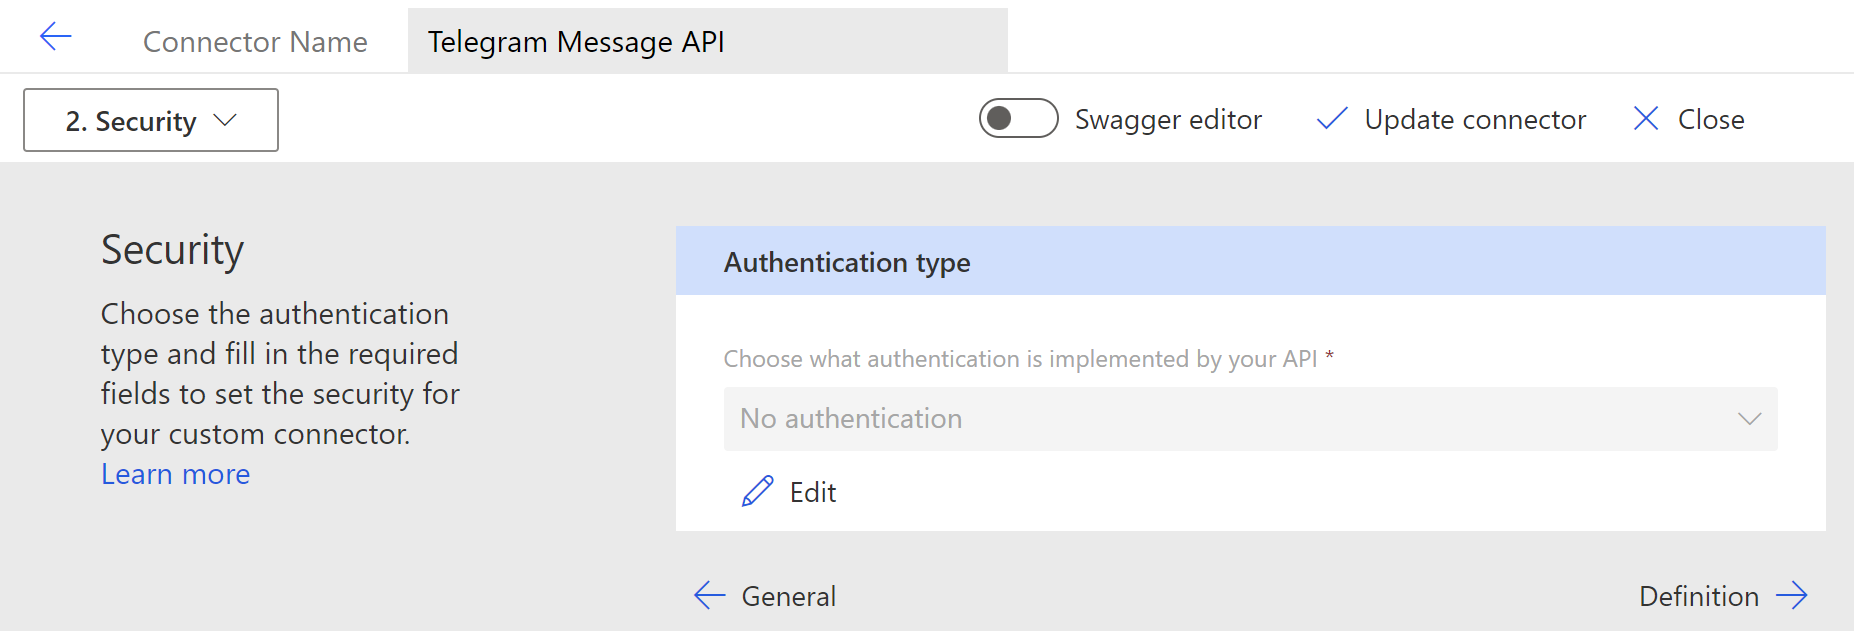 Connector Name
Telegram Message API
2. Security
Swagger editor
Update connector
Close
Security
Choose the authentication
type and fill in the required
fields to set the security for
your custom connector.
Learn more
Authentication type
Choose what authentication is implemented by your API *
No authentication
Edit
General
Definition